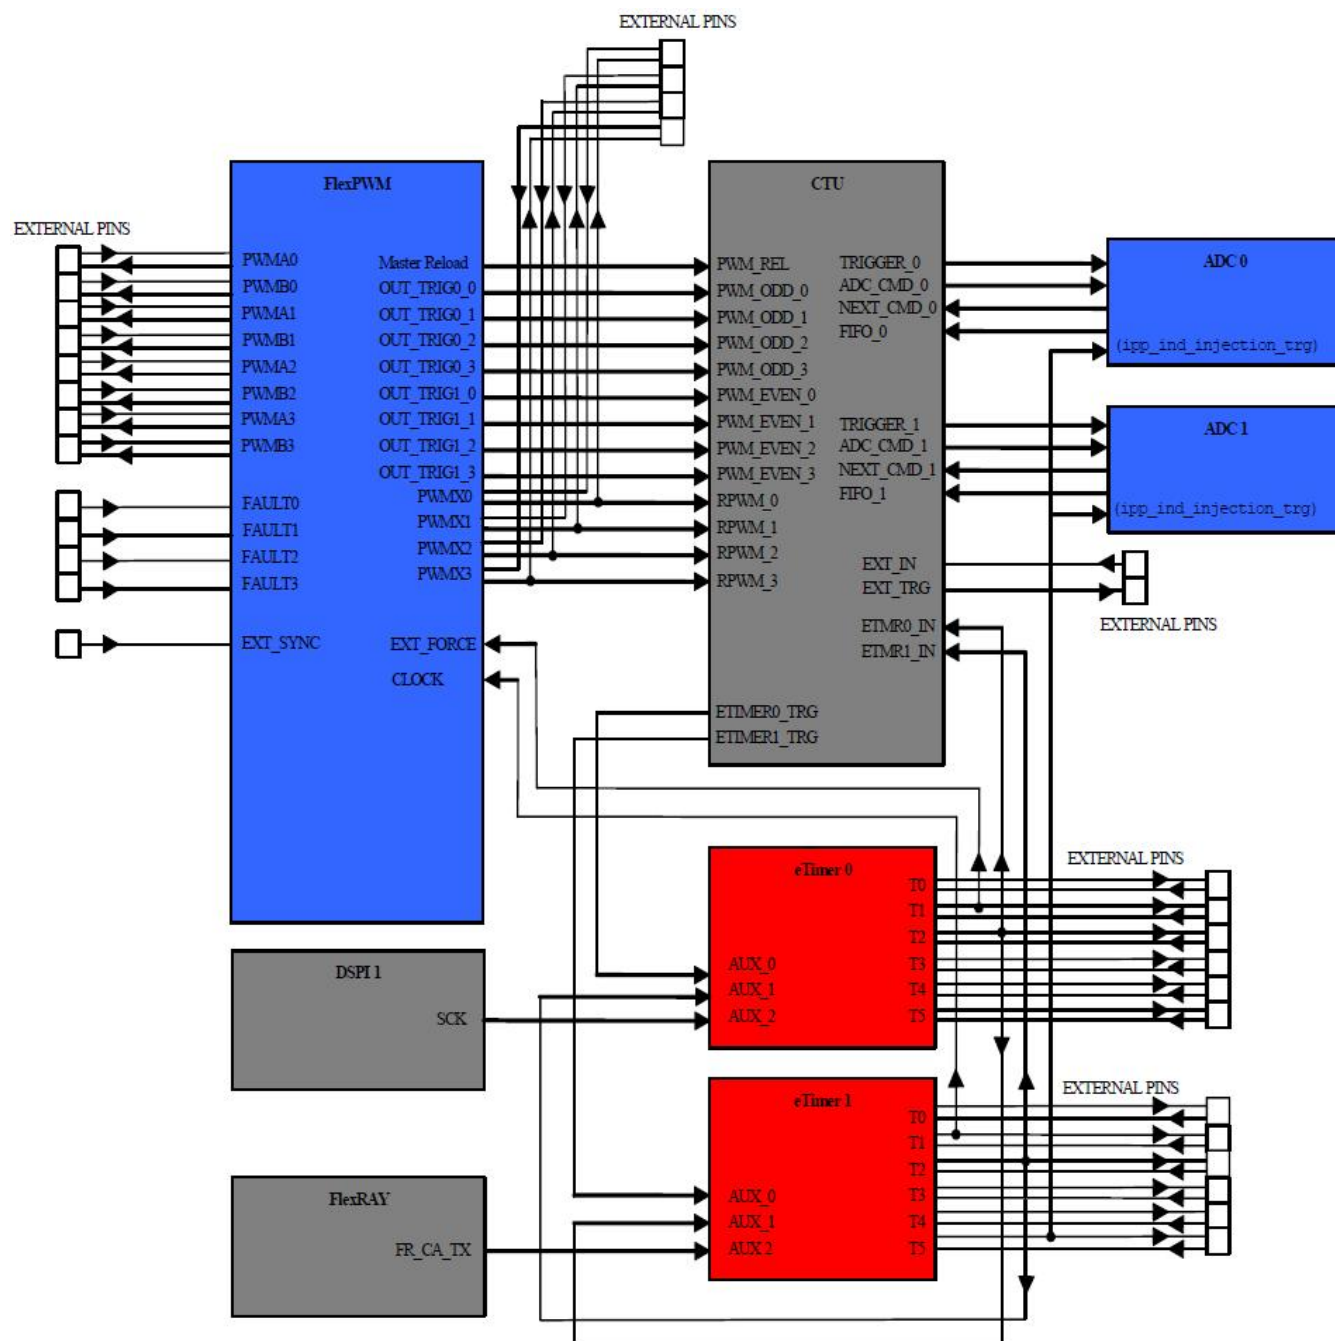 EXTERNAL PINS
FlexPWM
CTU
EXTERNAL PINS
PWMA0
PWMB0
PWMA1
PWMB1
PWMA2
PWMB2
PWMA3
PWMB3
FAULT0
FAULT1
FAULT2
FAULT3
EXT_SYNC
Master Reload
OUT_TRIG0_0
OUT_TRIG0_1
OUT_TRIG0_2
OUT_TRIG0_3
OUT_TRIG1_0
OUT_TRIG1_1
OUT_TRIG1_2
OUT_TRIG1_3
PWMX0
PWMX1
PWMX2
PWMX3
EXT_FORCE
CLOCK
PWM_REL
PWM_ODD_0
PWM_ODD_1
PWM_ODD_2
PWM_ODD_3
PWM_EVEN_0
PWM_EVEN_1
PWM_EVEN_2
PWM_EVEN_3
RPWM_0
RPWM_1
RPWM_2
RPWM_3
ETIMER0_TRG
ETIMER1_TRG
TRIGGER_0
ADC_CMD_0
NEXT_CMD_0
FIFO_0
TRIGGER_1
ADC_CMD_1
NEXT_CMD_1
FIFO_1
EXT_IN
EXT_TRG
ETMR0_IN
ETMR1_IN
ADC 0
(ipp_ind_injection_trg)
ADC 1
(ipp_ind_injection_trg)
EXTERNAL PINS
eTimer 0
AUX_0
AUX_1
AUX_2
T0
T1
T2
T3
T4
T5
EXTERNAL PINS
DSPI 1
SCK
eTimer 1
AUX_0
AUX_1
AUX 2
T0
T1
T2
T3
T4
T5
EXTERNAL PINS
FlexRAY
FR_CA_TX